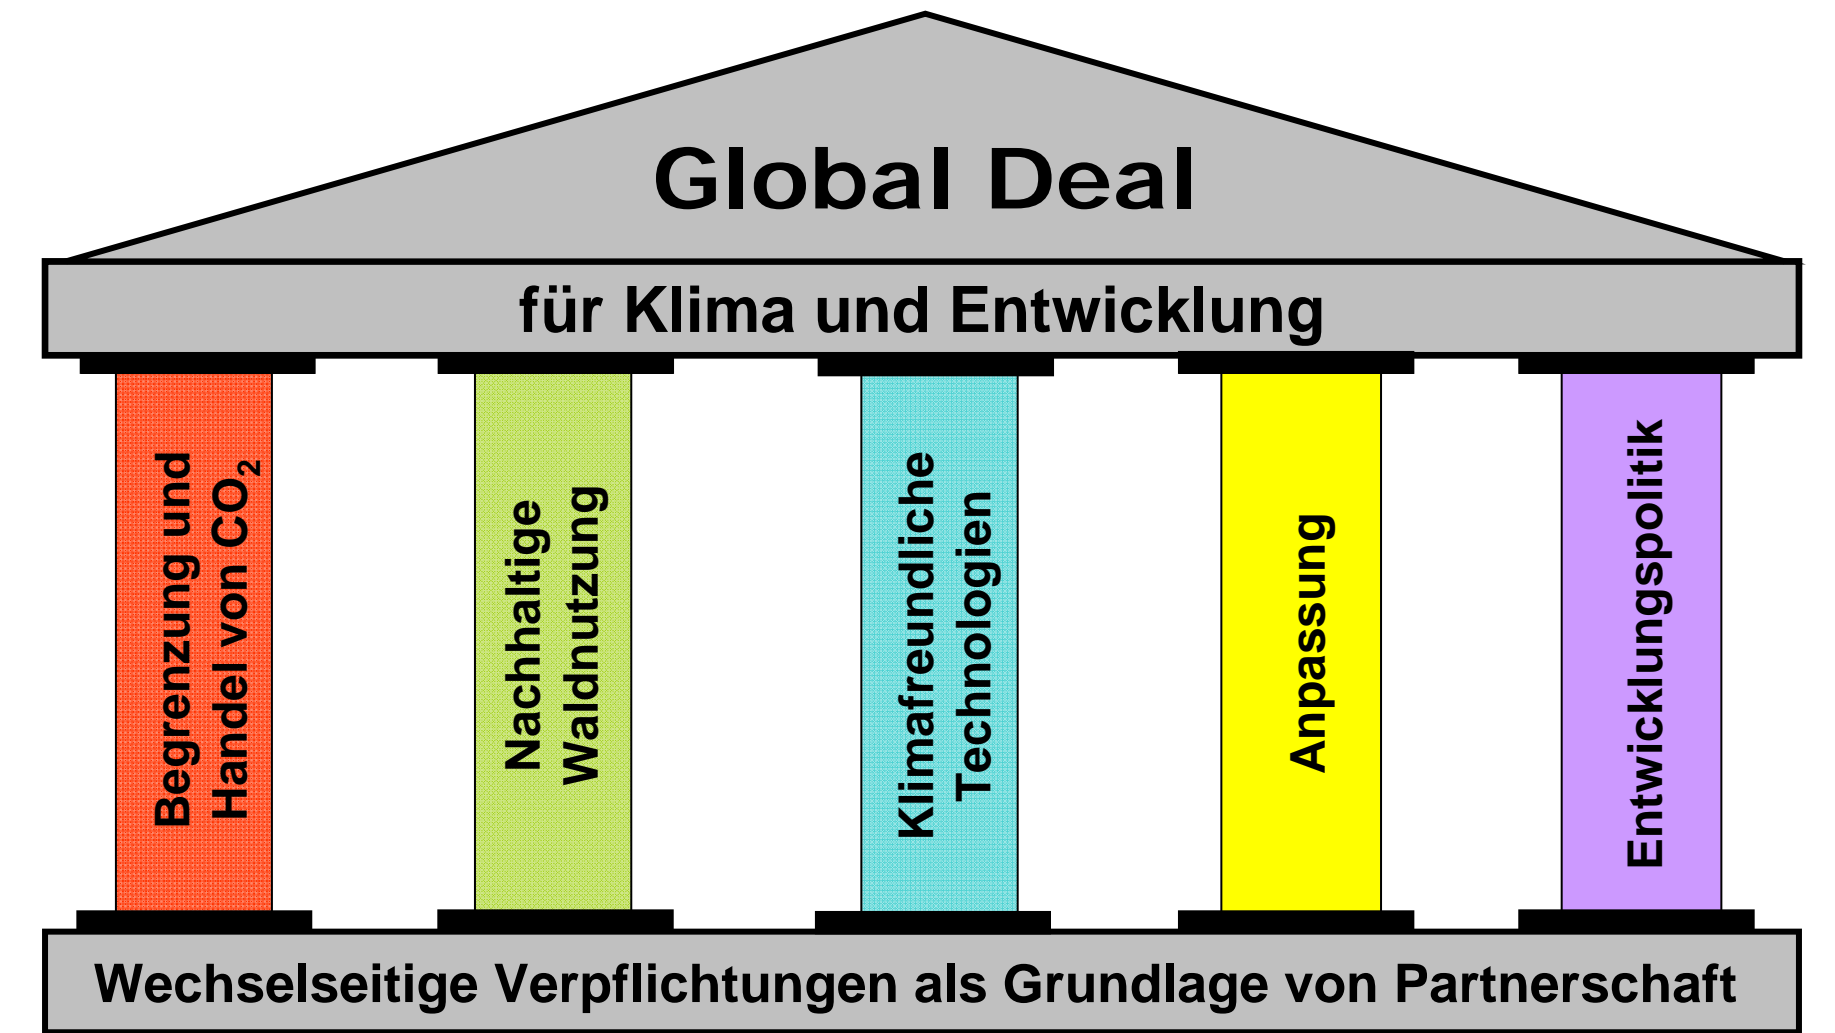 Global Deal
für Klima und Entwicklung
Begrenzung und
Handel von CO₂
Nachhaltige
Waldnutzung
Klimafreundliche
Technologien
Anpassung
Entwicklungspolitik
Wechselseitige Verpflichtungen als Grundlage von Partnerschaft